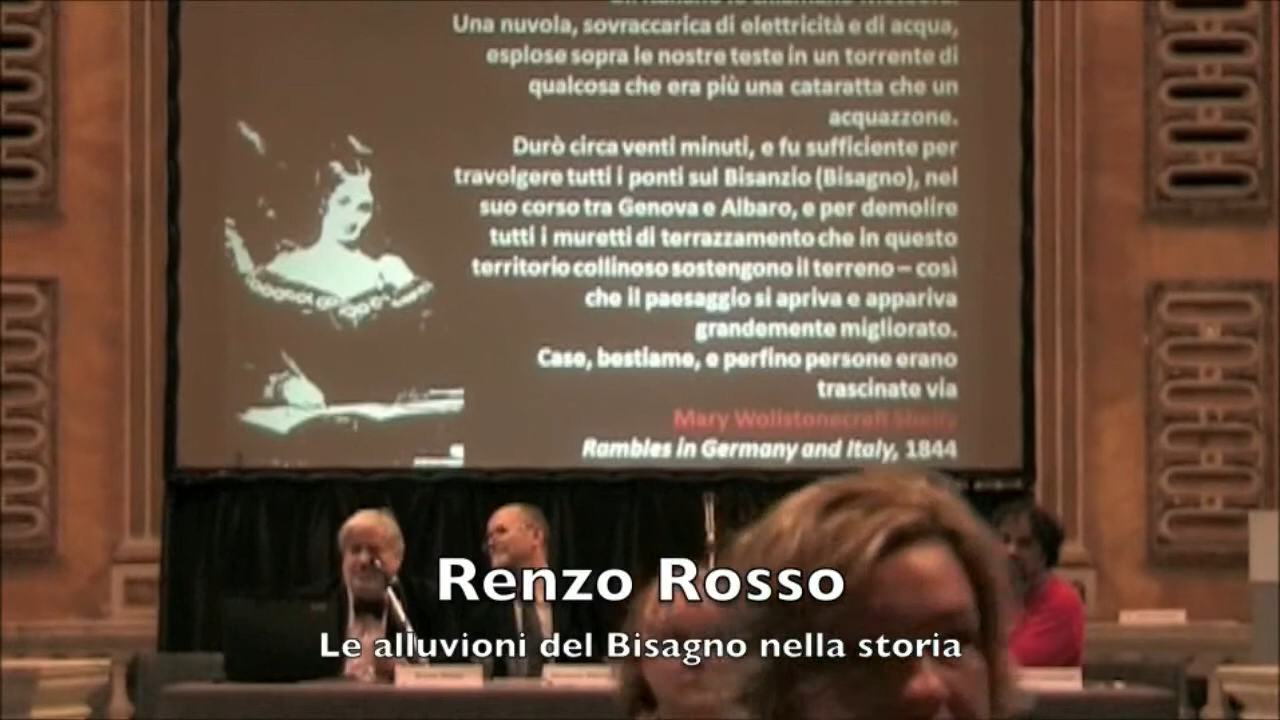 Una nuvola, sovraccarica di elettricità e di acqua,
esplose sopra le nostre teste in un torrente di
qualcosa che era più una cataratta che un
acquazzone.
Durò circa venti minuti, e fu sufficiente per
travolgere tutti i ponti sul Bisanzio (Bisagno), nel
suo corso tra Genova e Albaro, e per demolire
tutti i muretti di terrazzamento che in questo
territorio collinoso sostengono il terreno – così
che il paesaggio si apriva e appariva
grandemente migliorato.
Case, bestiame, e perfino persone erano
trascinate via
Mary Wollstonecraft
Rambles in Germany and Italy, 1844
Renzo Rosso
Le alluvioni del Bisagno nella storia